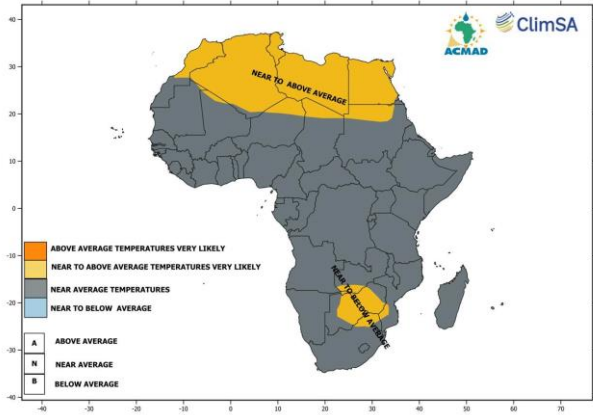 ACMAD
ClimSA
NEAR TO ABOVE AVERAGE
NEAR TO BELOW AVERAGE
ABOVE AVERAGE TEMPERATURES VERY LIKELY
NEAR TO ABOVE AVERAGE TEMPERATURES VERY LIKELY
NEAR AVERAGE TEMPERATURES
NEAR TO BELOW AVERAGE
A ABOVE AVERAGE
N NEAR AVERAGE
B BELOW AVERAGE
40
30
20
10
0
-10
-20
-30
-40
-40 -30 -20 -10 0 10 20 30 40 50 60 70